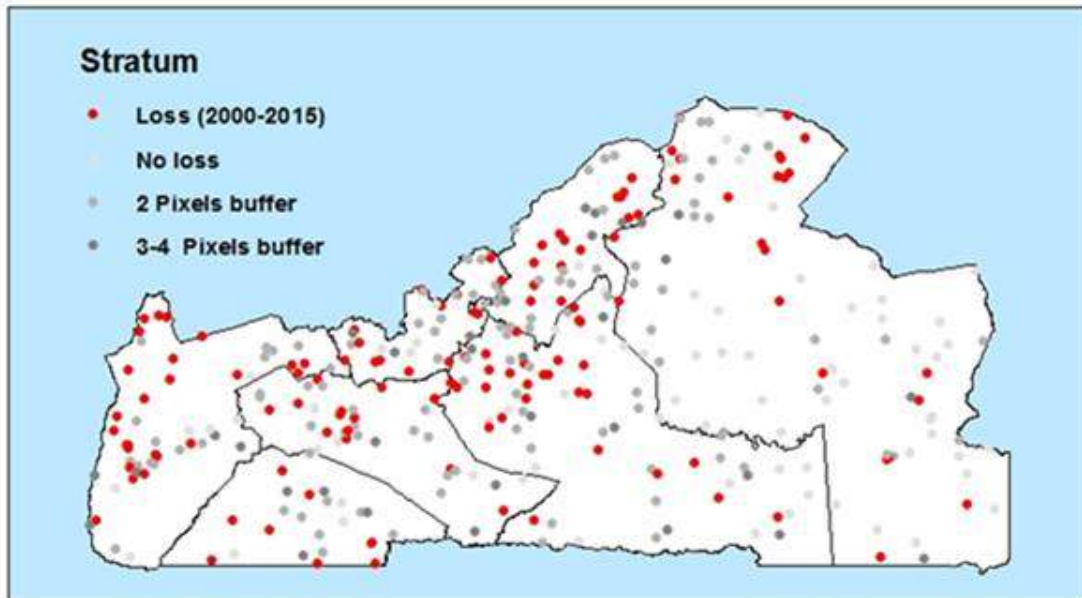 Stratum
Loss (2000-2015)
No loss
2 Pixels buffer
3-4 Pixels buffer